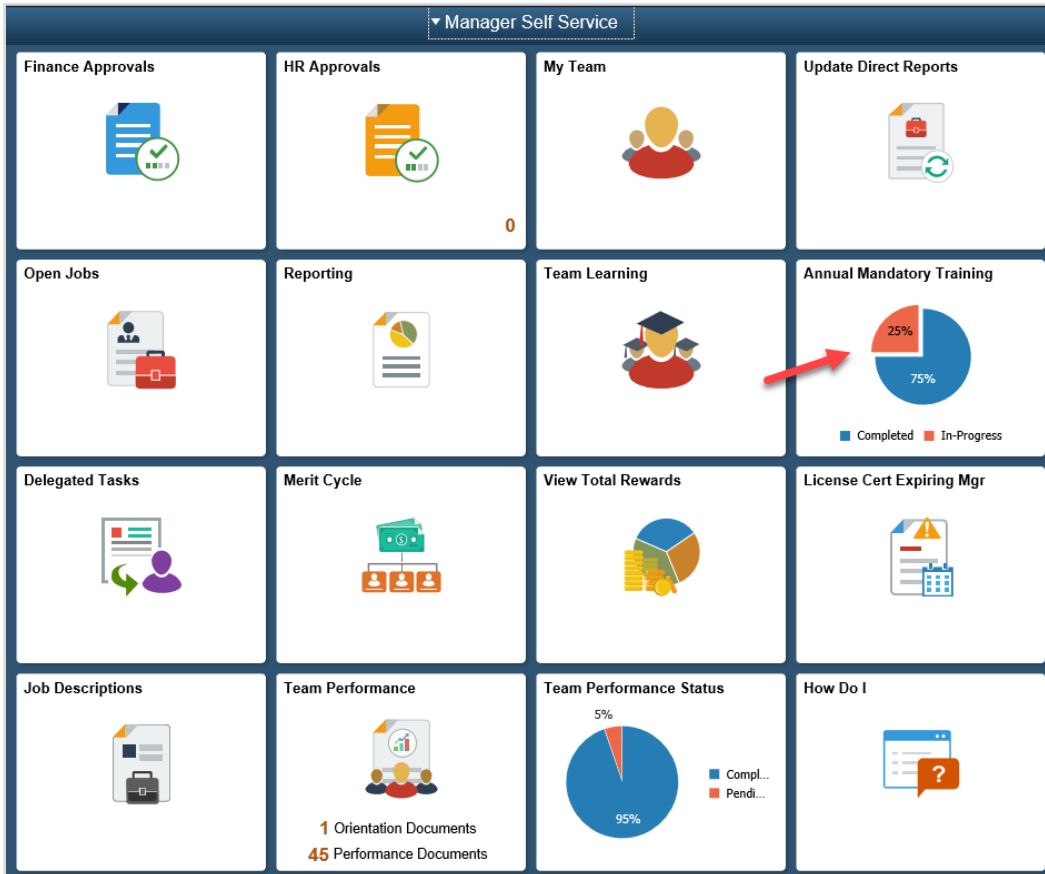 ▾ Manager Self Service
Finance Approvals
HR Approvals
0
My Team
Update Direct Reports
Open Jobs
Reporting
Team Learning
Annual Mandatory Training
25%
75%
Completed In-Progress
Delegated Tasks
Merit Cycle
$
View Total Rewards
License Cert Expiring Mgr
!
Job Descriptions
Team Performance
1 Orientation Documents
45 Performance Documents
Team Performance Status
5%
Compl...
Pendi...
95%
How Do I
?